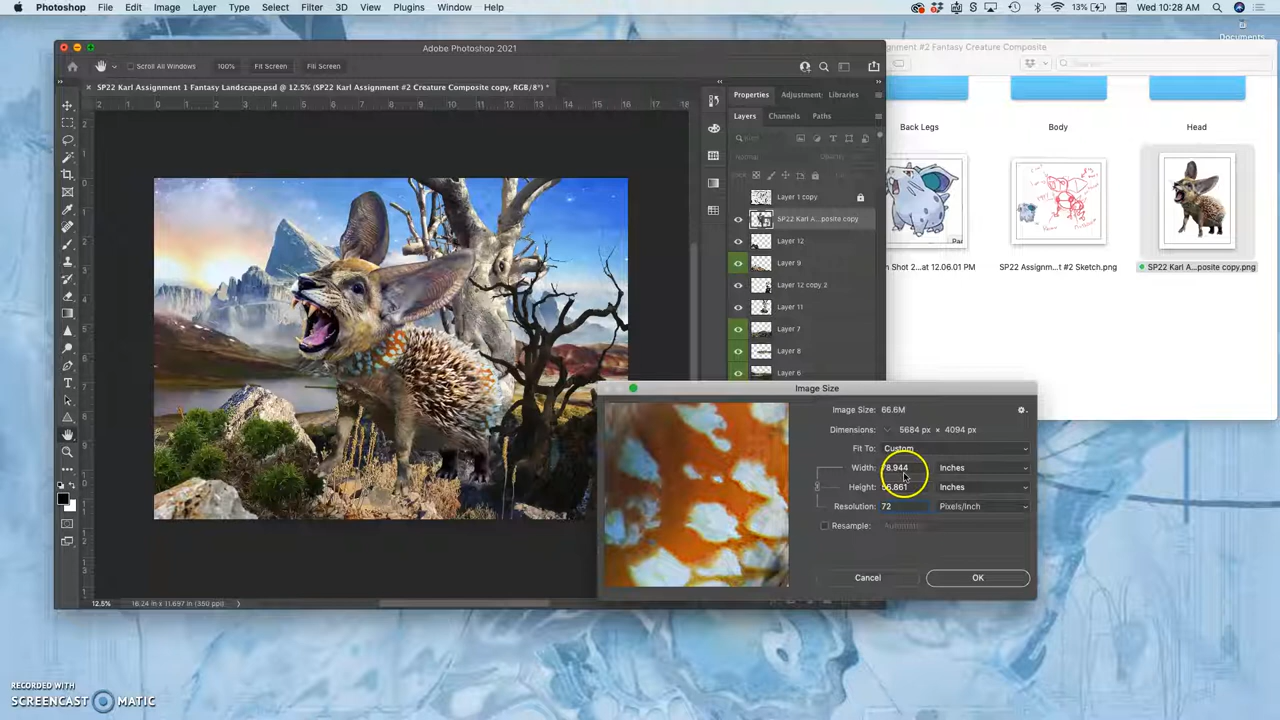 Photoshop File Edit Image Layer Type Select Filter 3D View Plugins Window Help
13% Wed 10:28 AM
Documents
Adobe Photoshop 2021
gnment #2 Fantasy Creature Composite
Scroll All Windows 100% Fit Screen Fill Screen
Search
SP22 Karl Assignment 1 Fantasy Landscape.psd @ 12.5% (SP22 Karl Assignment #2 Creature Composite copy, RGB/8*) *
Properties Adjustment: Libraries
Layers Channels Paths
Back Legs Body Head
Layer 1 copy
SP22 Karl A...posite copy
Layer 12
Layer 9
Layer 12 copy 2
Layer 11
Layer 7
Layer 8
Layer 6
n Shot 2...at 12.06.01 PM SP22 Assignm...t #2 Sketch.png SP22 Karl A...posite copy.png
Image Size
Image Size: 66.6M
Dimensions: 5684 px × 4094 px
Fit To: Custom
Width: 78.944 Inches
Height: 56.861 Inches
Resolution: 72 Pixels/Inch
Resample: Automatic
Cancel OK
12.5% 16.24 in x 11.697 in (350 ppi)
RECORDED WITH
SCREENCAST MATIC